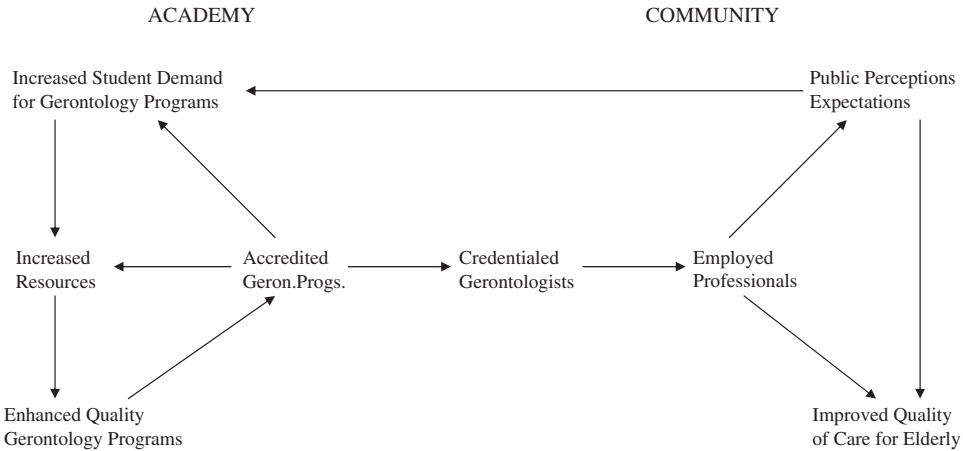 ACADEMY
COMMUNITY
Increased Student Demand
for Gerontology Programs
Public Perceptions
Expectations
Increased
Resources
Accredited
Geron.Progs.
Credentialed
Gerontologists
Employed
Professionals
Enhanced Quality
Gerontology Programs
Improved Quality
of Care for Elderly